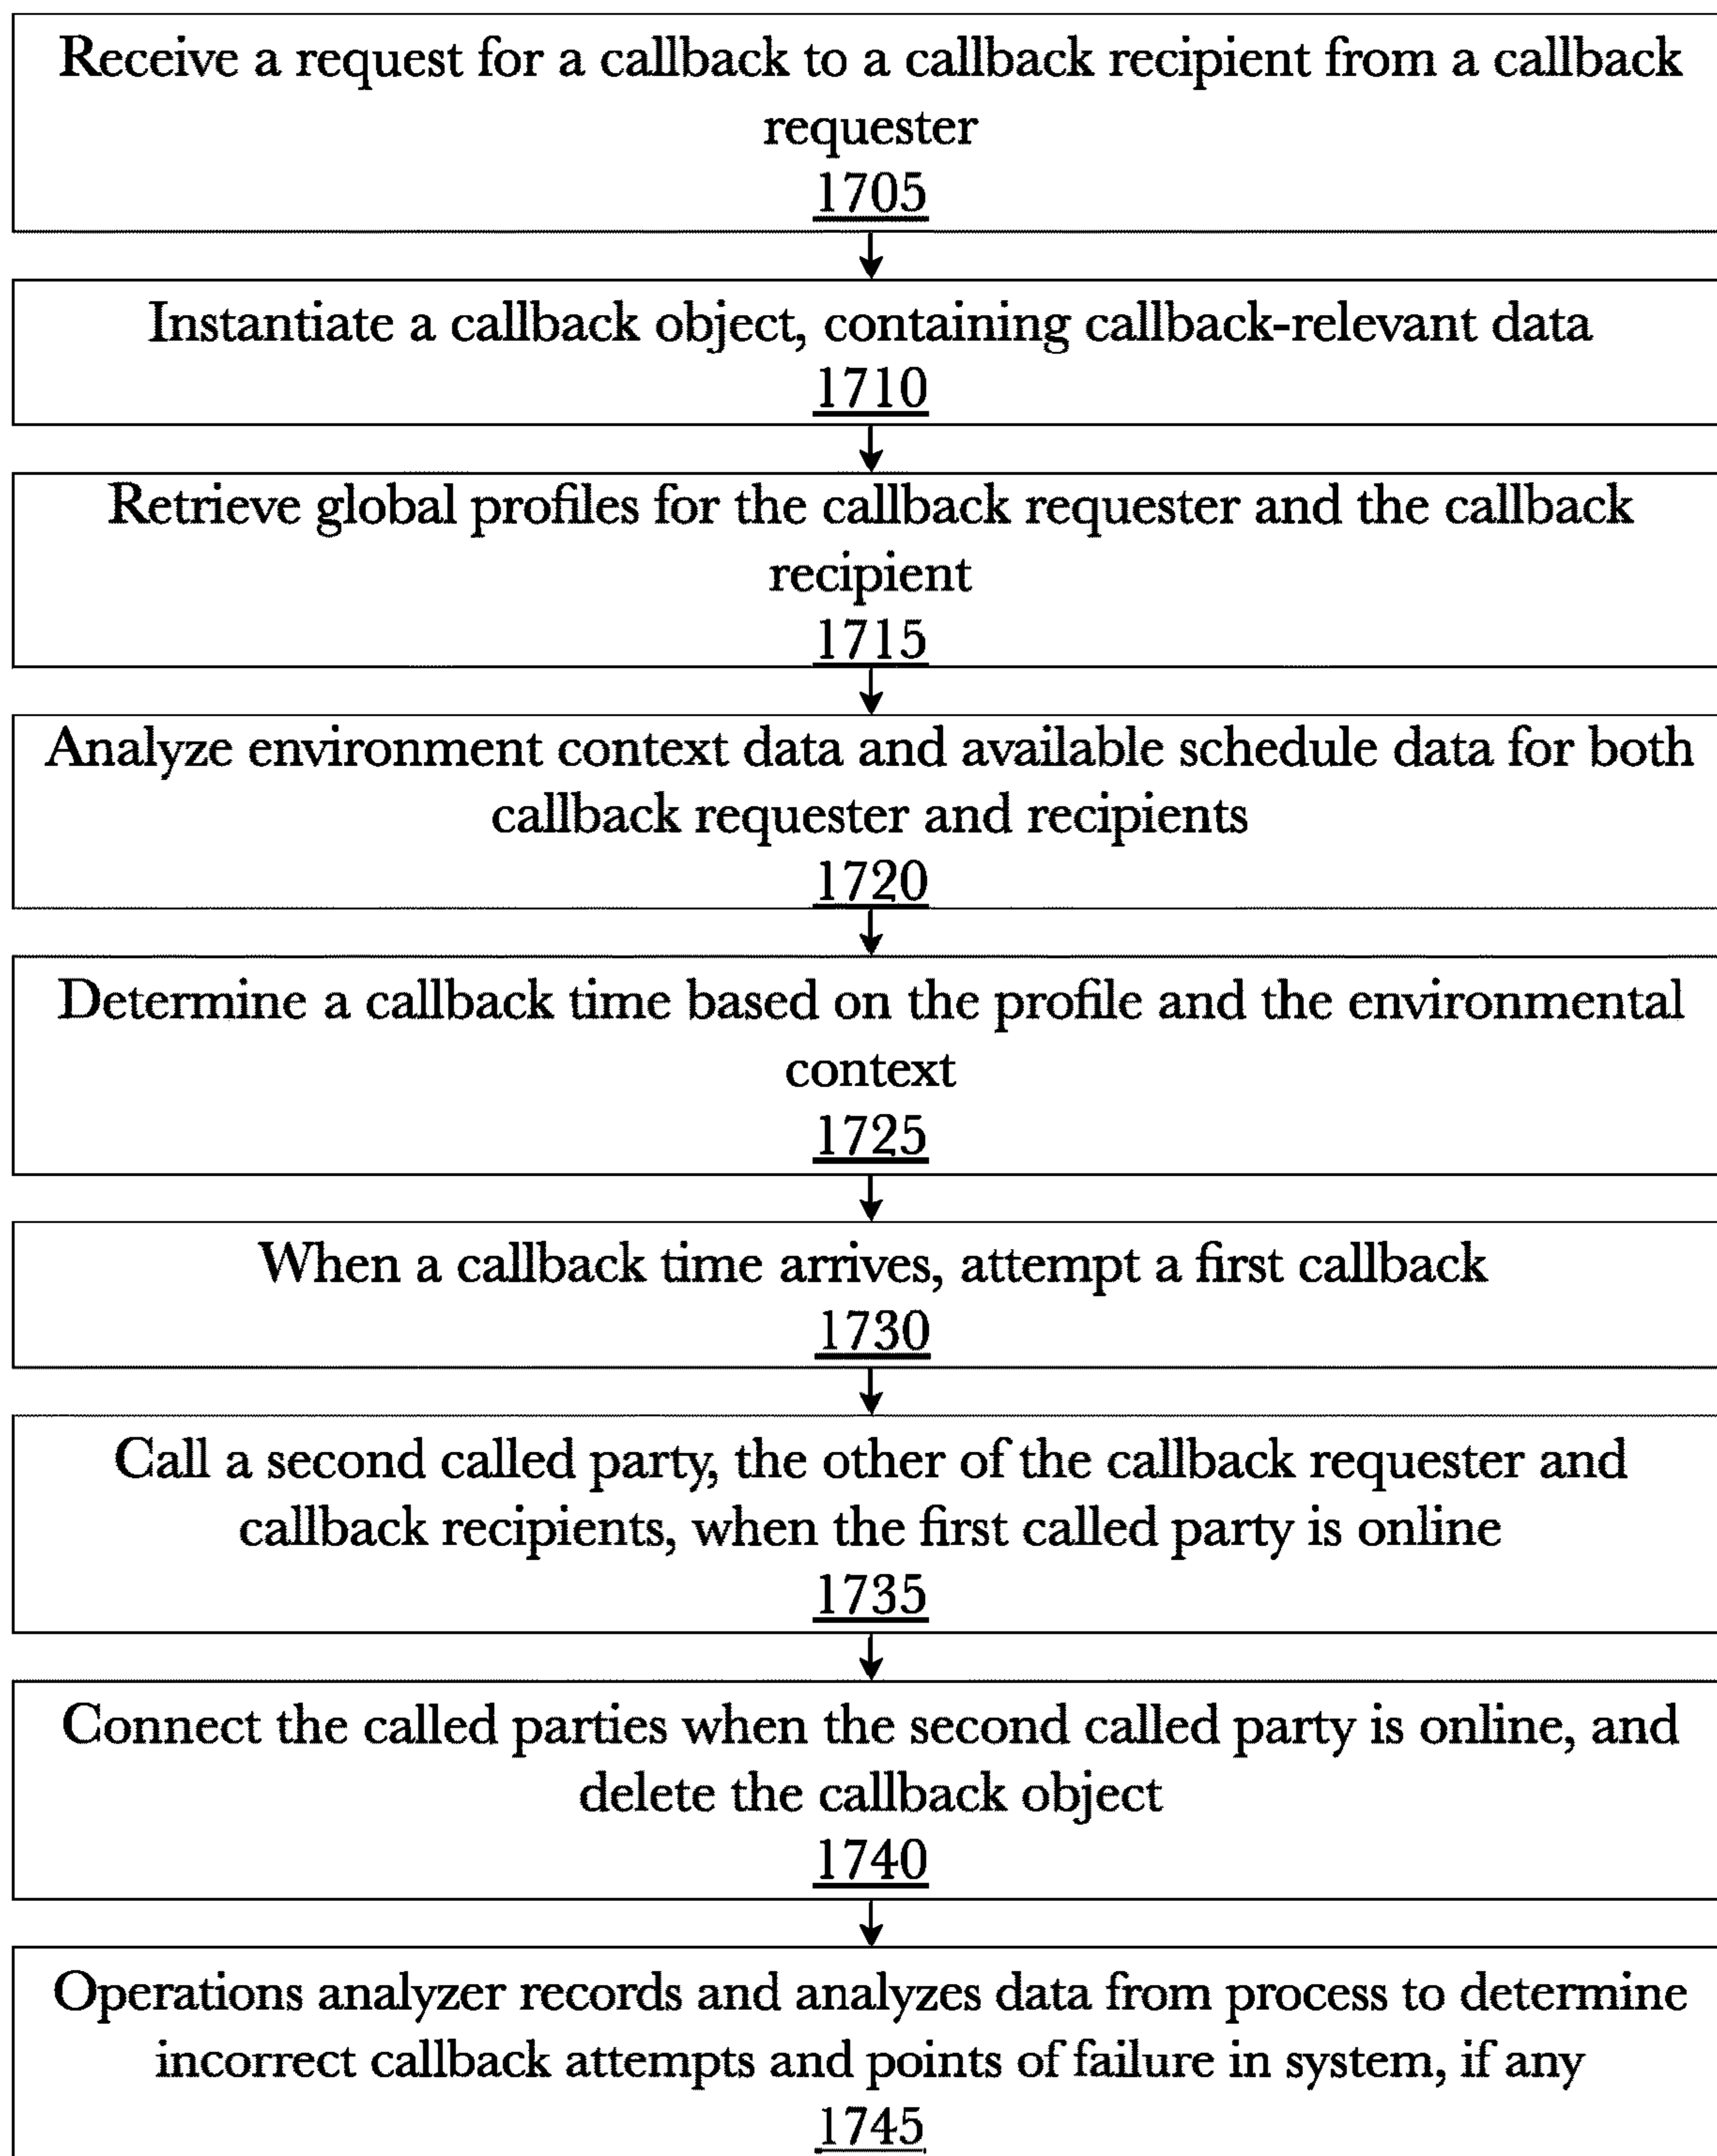 Receive a request for a callback to a callback recipient from a callback
requester
1705
Instantiate a callback object, containing callback-relevant data
1710
Retrieve global profiles for the callback requester and the callback
recipient
1715
Analyze environment context data and available schedule data for both
callback requester and recipients
1720
Determine a callback time based on the profile and the environmental
context
1725
When a callback time arrives, attempt a first callback
1730
Call a second called party, the other of the callback requester and
callback recipients, when the first called party is online
1735
Connect the called parties when the second called party is online, and
delete the callback object
1740
Operations analyzer records and analyzes data from process to determine
incorrect callback attempts and points of failure in system, if any
1745